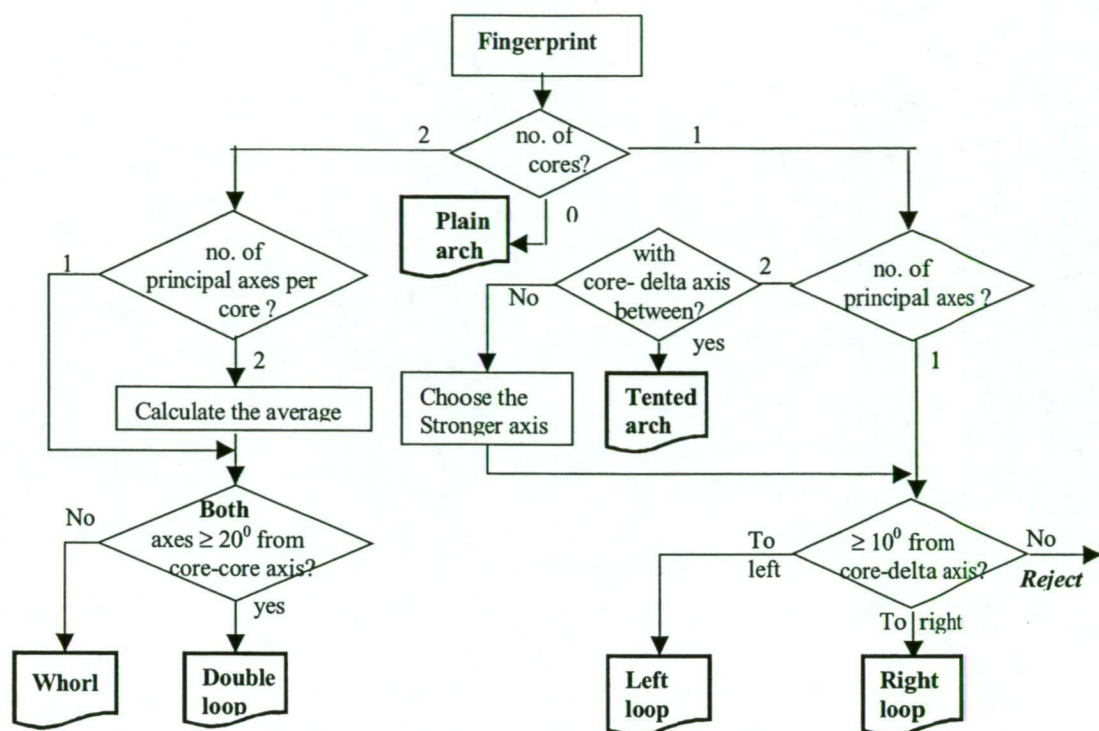 Fingerprint
2
no. of
cores?
1
0
Plain
arch
1
no. of
principal axes per
core ?
2
Calculate the average
with
core- delta axis
between?
No
yes
2
no. of
principal axes ?
1
Choose the
Stronger axis
Tented
arch
No
Both
axes ≥ 20⁰ from
core-core axis?
yes
To
left
≥ 10⁰ from
core-delta axis?
No
Reject
To right
Whorl
Double
loop
Left
loop
Right
loop